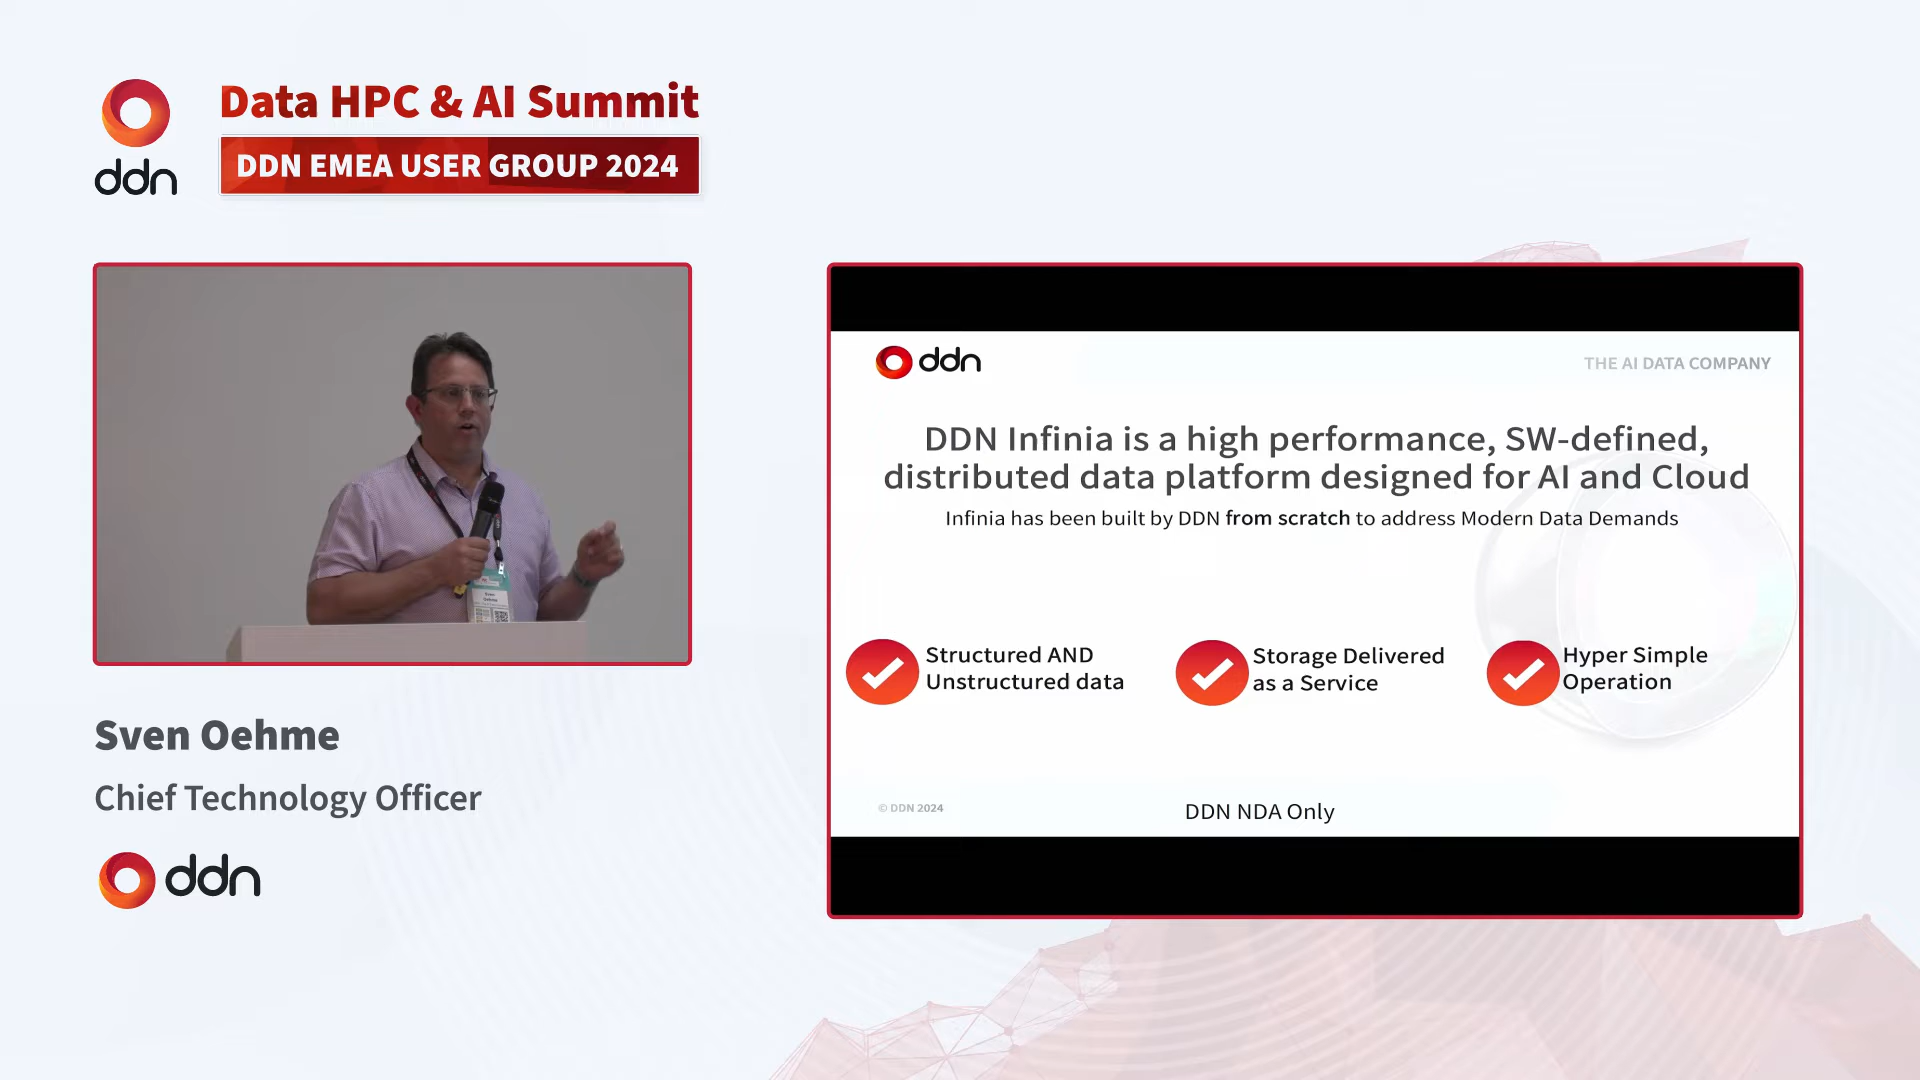 ddn
Data HPC & AI Summit
DDN EMEA USER GROUP 2024
Sven
Oehme
Sven Oehme
Chief Technology Officer
ddn
ddn
THE AI DATA COMPANY
DDN Infinia is a high performance, SW-defined,
distributed data platform designed for AI and Cloud
Infinia has been built by DDN from scratch to address Modern Data Demands
Structured AND
Unstructured data
Storage Delivered
as a Service
Hyper Simple
Operation
© DDN 2024
DDN NDA Only